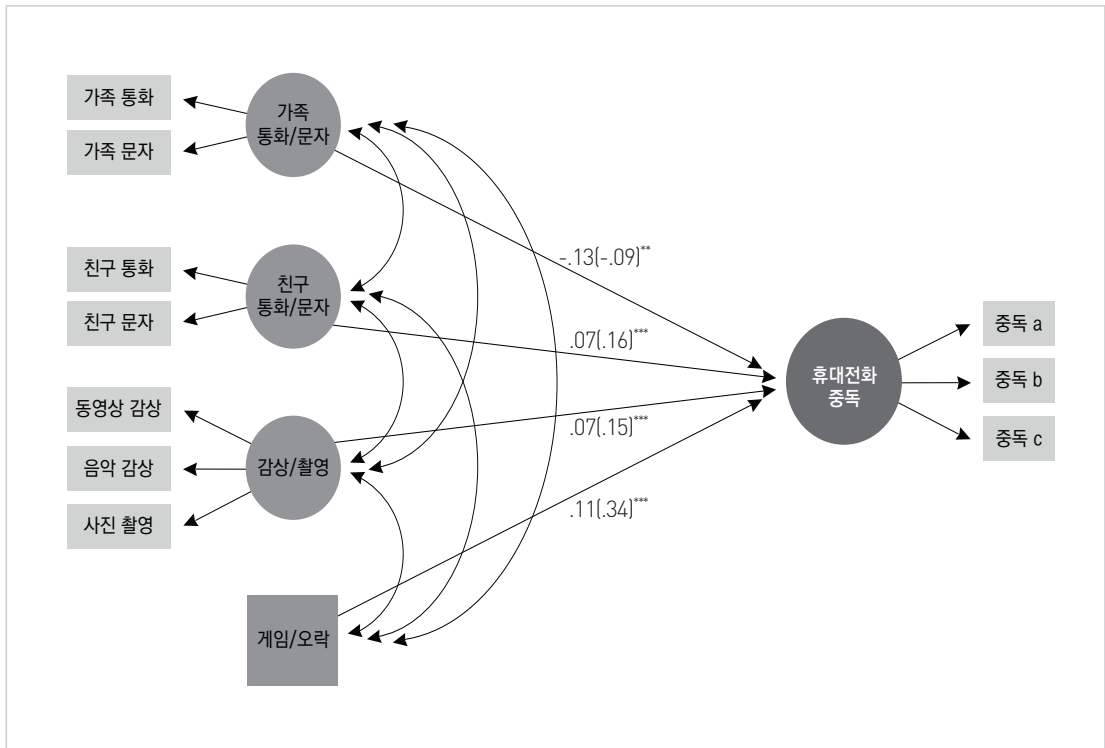 가족 통화
가족 문자
가족
통화/문자
친구 통화
친구 문자
친구
통화/문자
동영상 감상
음악 감상
사진 촬영
감상/촬영
게임/오락
-.13(-.09)**
.07(.16)***
.07(.15)***
.11(.34)***
휴대전화
중독
중독 a
중독 b
중독 c